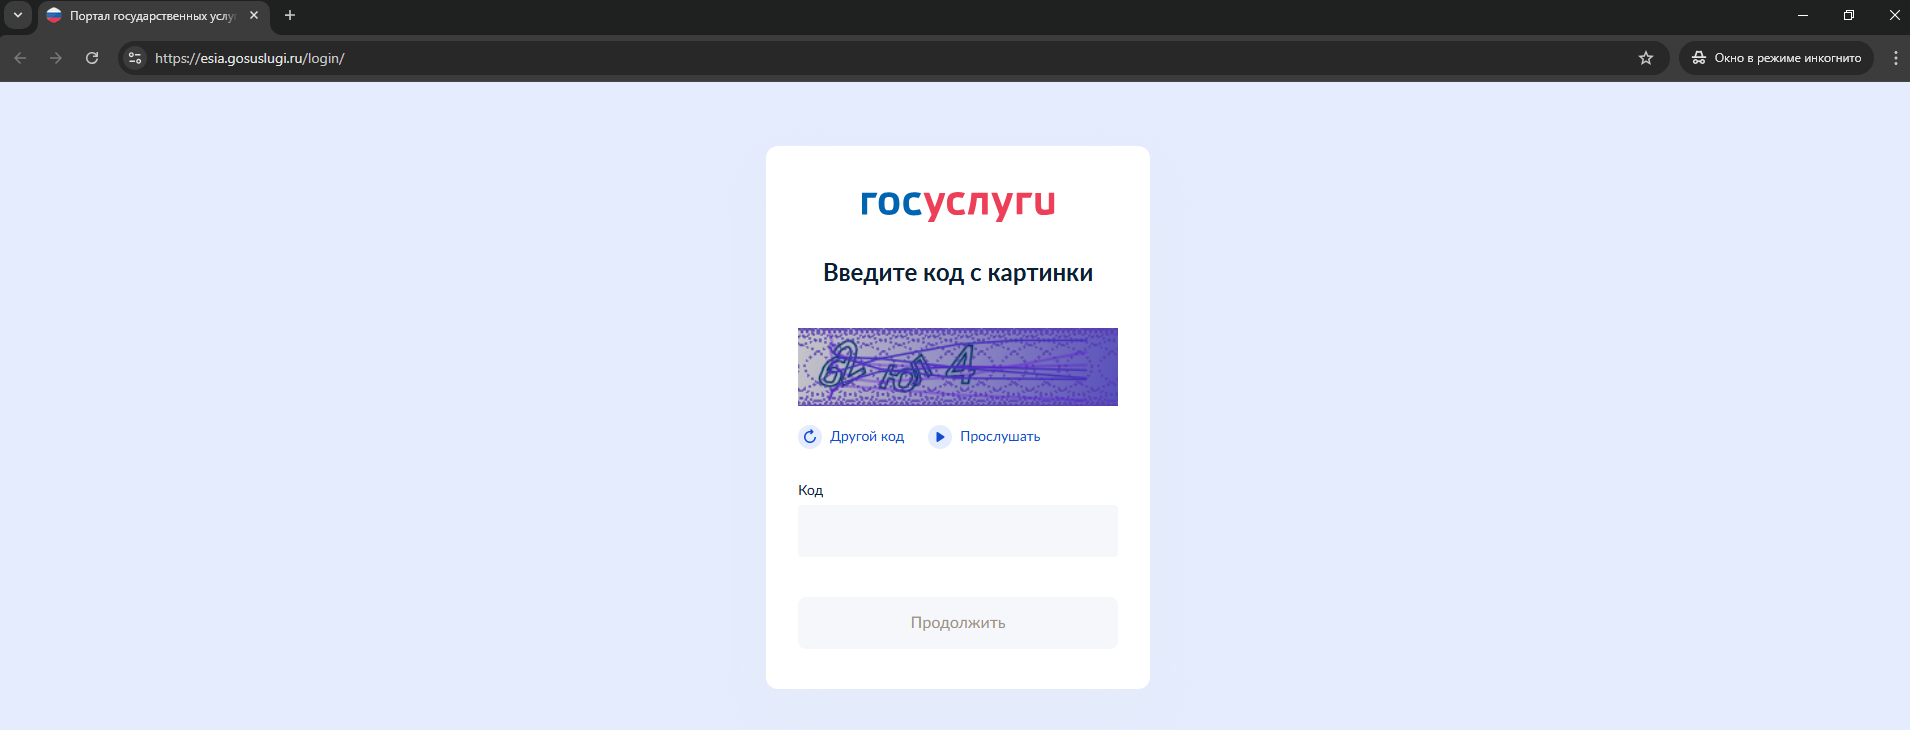 Портал государственных услу
https://esia.gosuslugi.ru/login/
Окно в режиме инкогнито
госуслуги
Введите код с картинки
Другой код
Прослушать
Код
Продолжить